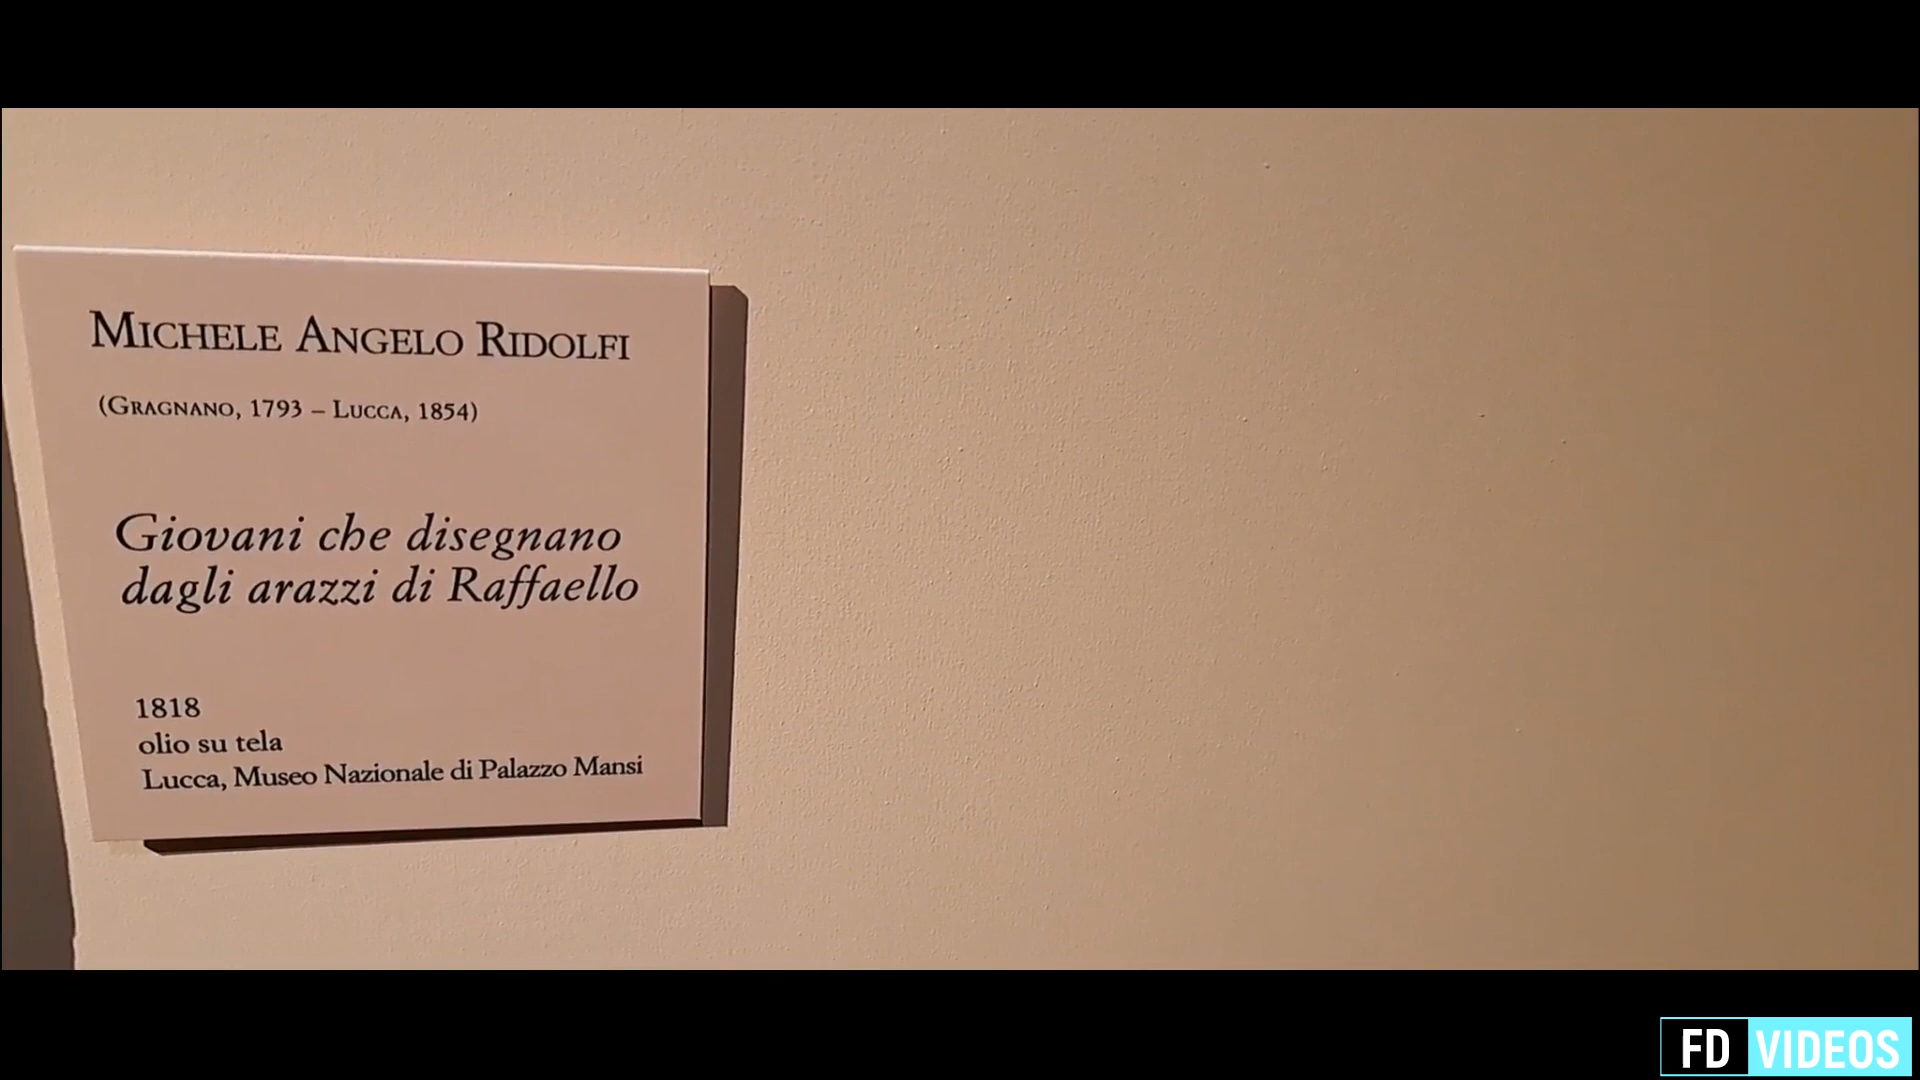 MICHELE ANGELO RIDOLFI
(GRAGNANO, 1793 – LUCCA, 1854)
Giovani che disegnano
dagli arazzi di Raffaello
1818
olio su tela
Lucca, Museo Nazionale di Palazzo Mansi
FD VIDEOS